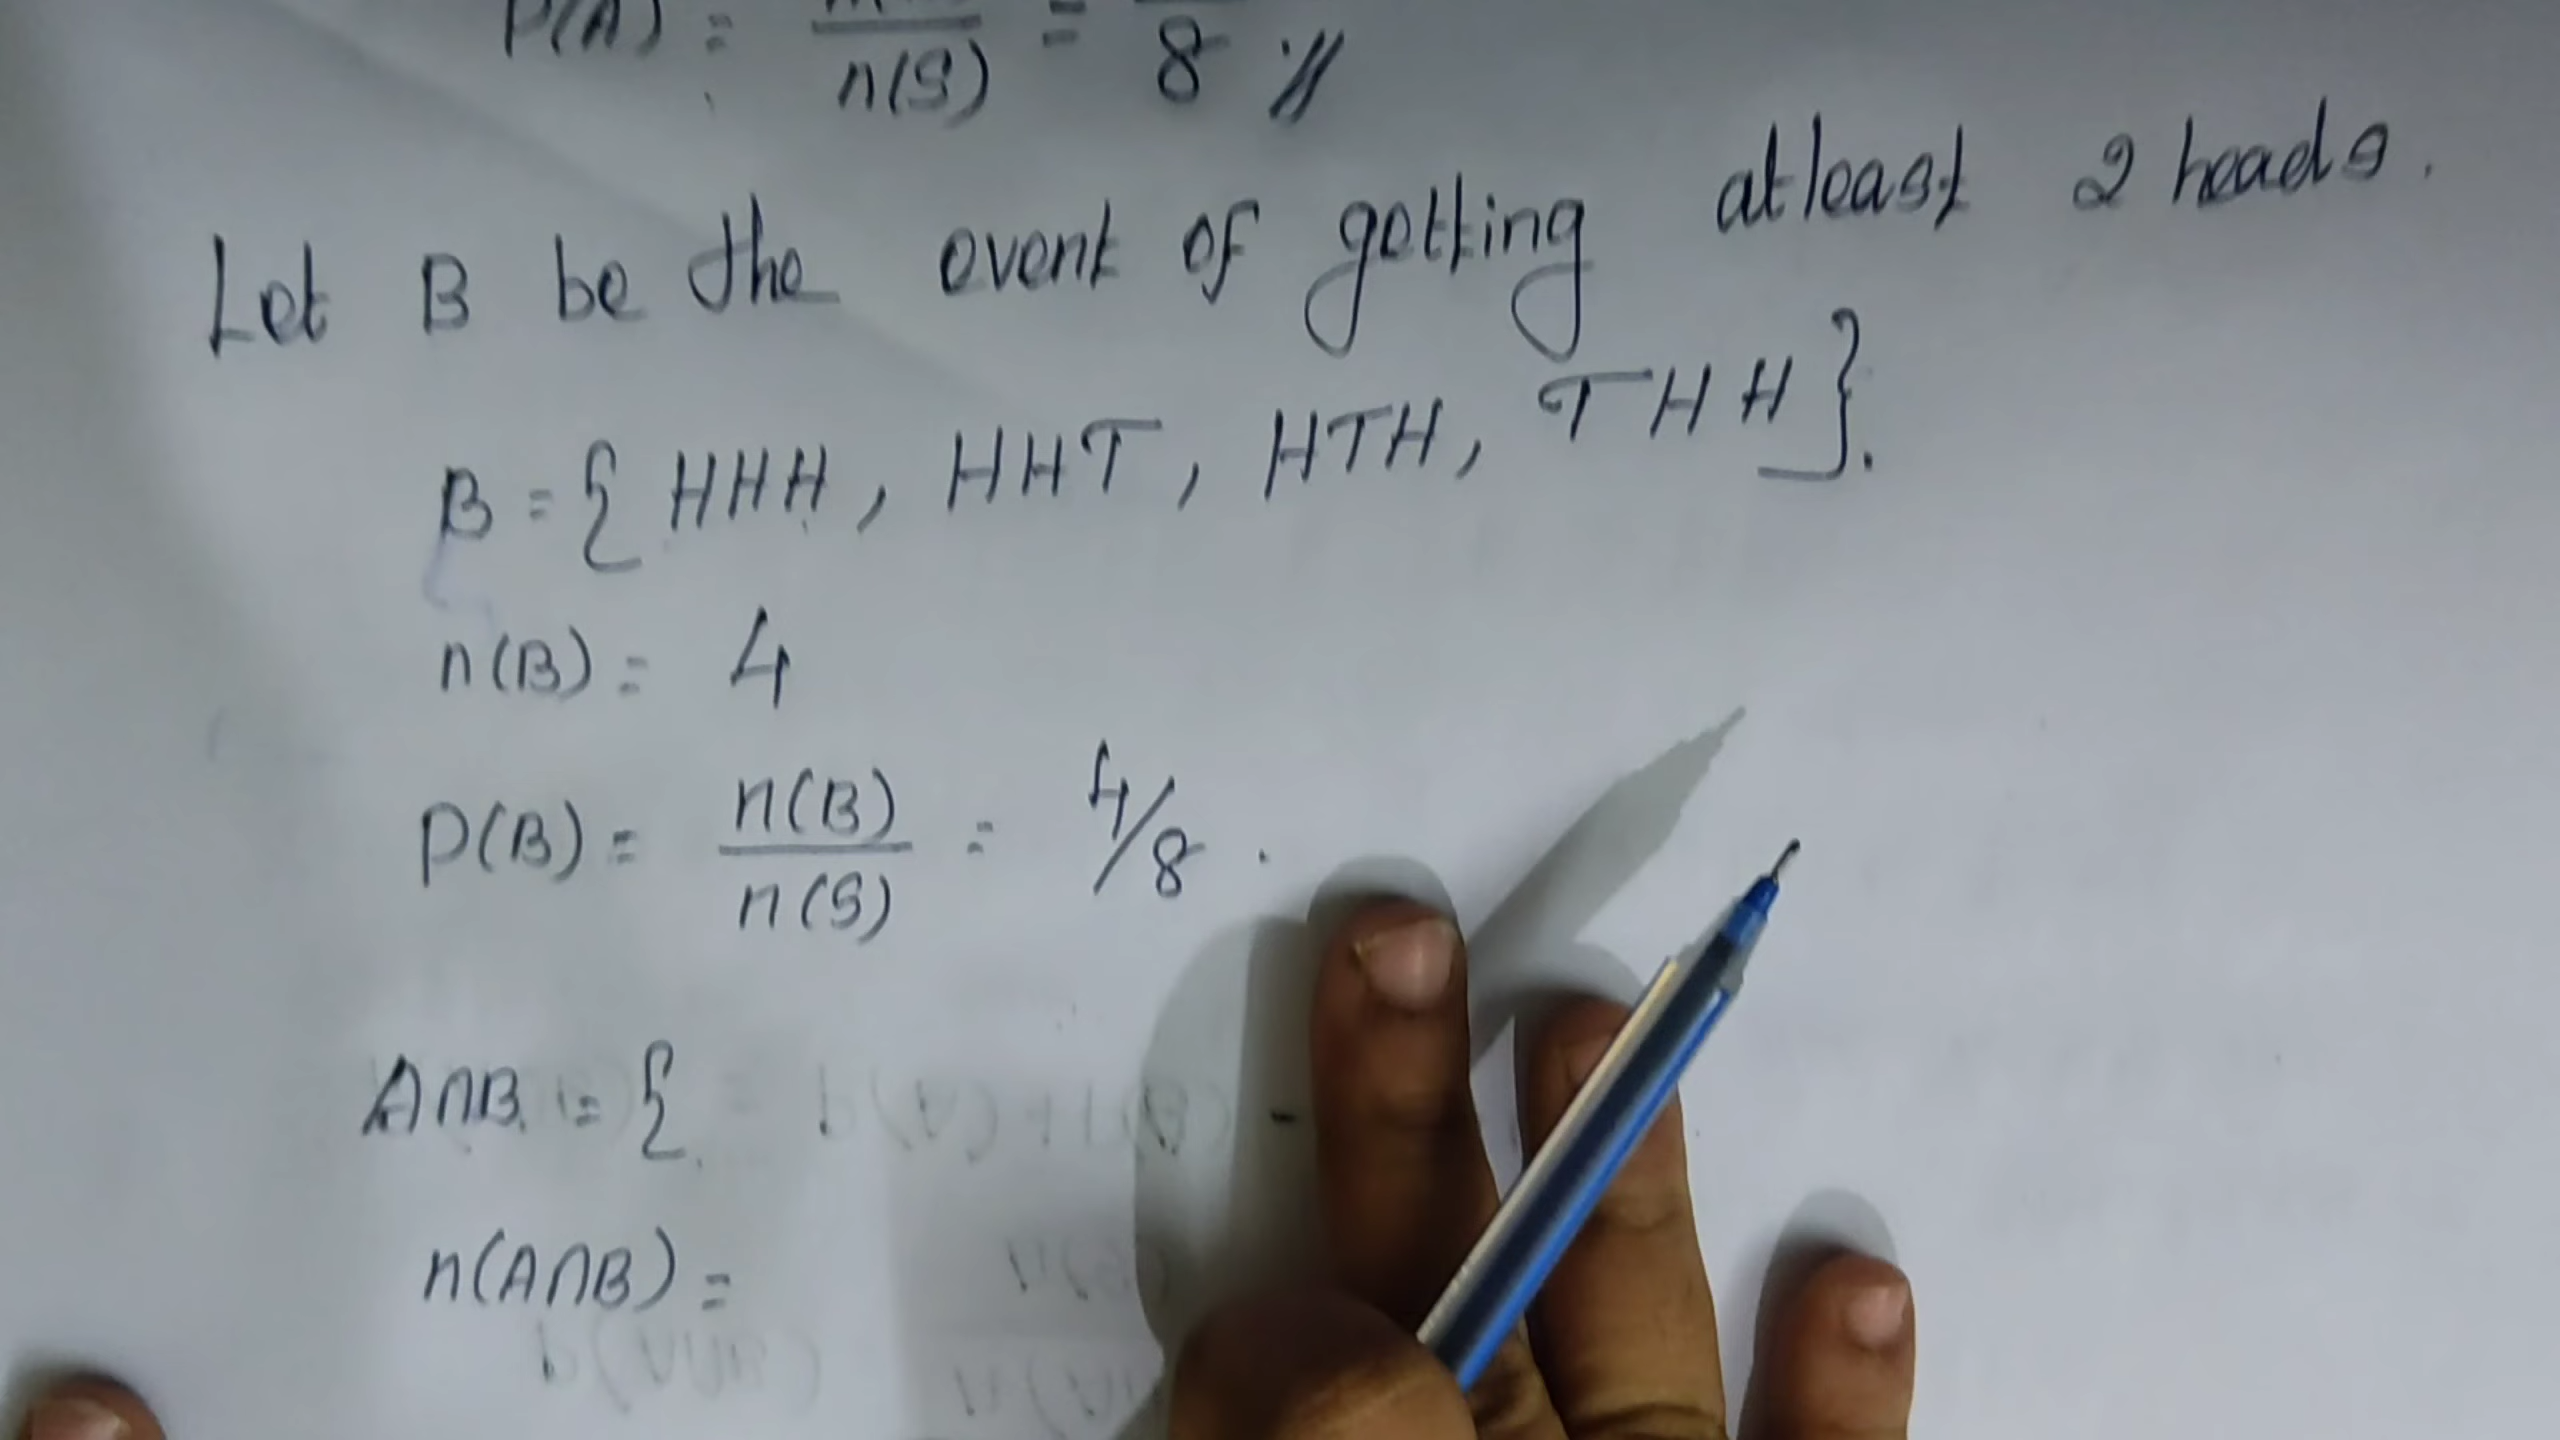 P(A) = n(S) = 8 //
Let B be the event of getting atleast 2 heads.
B = { HHH, HHT, HTH, THH }.
n(B) = 4
P(B) = n(B)/n(S) = 4/8 .
A∩B = {
n(A∩B) =